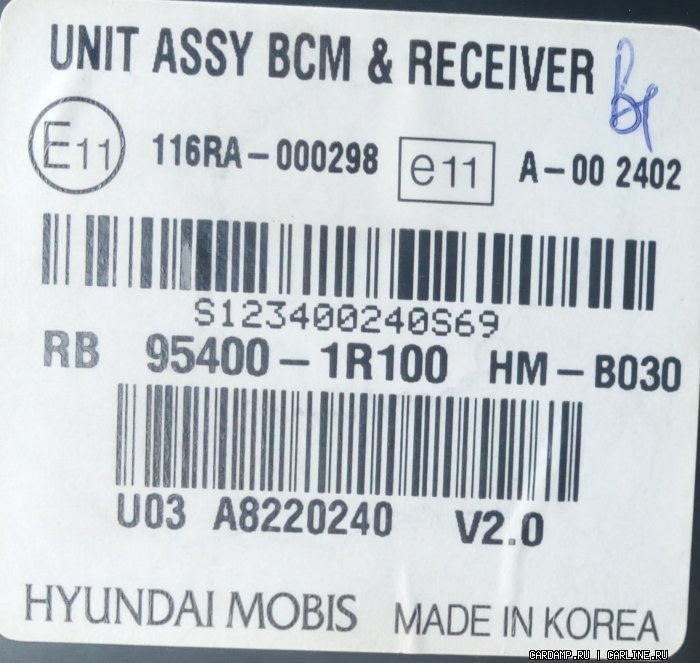 UNIT ASSY BCM & RECEIVER
E11 116RA-000298 e11 A-00 2402
S123400240S69
RB 95400-1R100 HM-B030
U03 A8220240 V2.0
HYUNDAI MOBIS MADE IN KOREA
CARDAMP.RU | CARLINE.RU